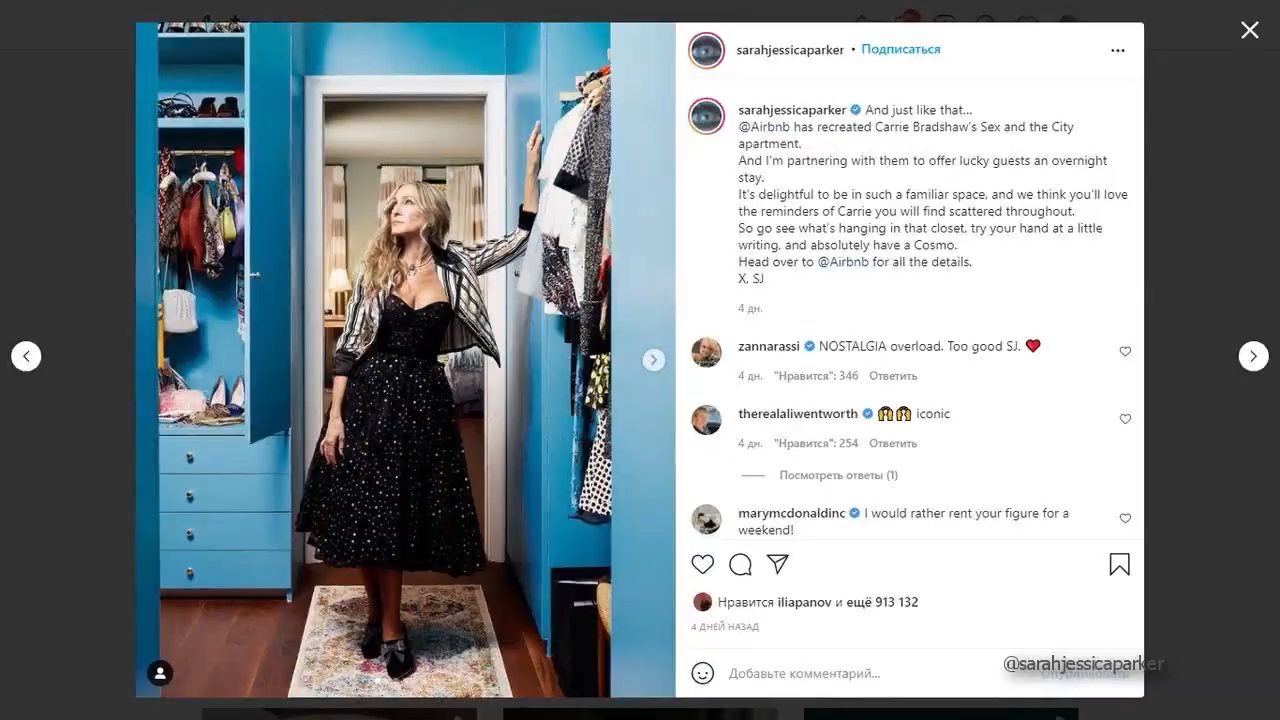 sarahjessicaparker • Подписаться
sarahjessicaparker And just like that...
@Airbnb has recreated Carrie Bradshaw's Sex and the City
apartment.
And I'm partnering with them to offer lucky guests an overnight
stay.
It's delightful to be in such a familiar space, and we think you'll love
the reminders of Carrie you will find scattered throughout.
So go see what's hanging in that closet, try your hand at a little
writing, and absolutely have a Cosmo.
Head over to @Airbnb for all the details.
X, SJ
4 дн.
zannarassi NOSTALGIA overload. Too good SJ. ❤️
4 дн. "Нравится": 346 Ответить
therealaliwentworth 🙌🙌 iconic
4 дн. "Нравится": 254 Ответить
Посмотреть ответы (1)
marymcdonaldinc I would rather rent your figure for a
weekend!
Нравится iliapanov и ещё 913 132
4 ДНЕЙ НАЗАД
Добавьте комментарий...
@sarahjessicaparker